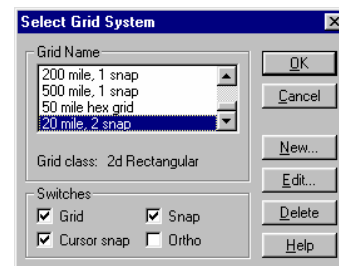 Select Grid System
Grid Name
200 mile, 1 snap
500 mile, 1 snap
50 mile hex grid
20 mile, 2 snap
Grid class: 2d Rectangular
Switches
Grid
Snap
Cursor snap
Ortho
OK
Cancel
New...
Edit...
Delete
Help